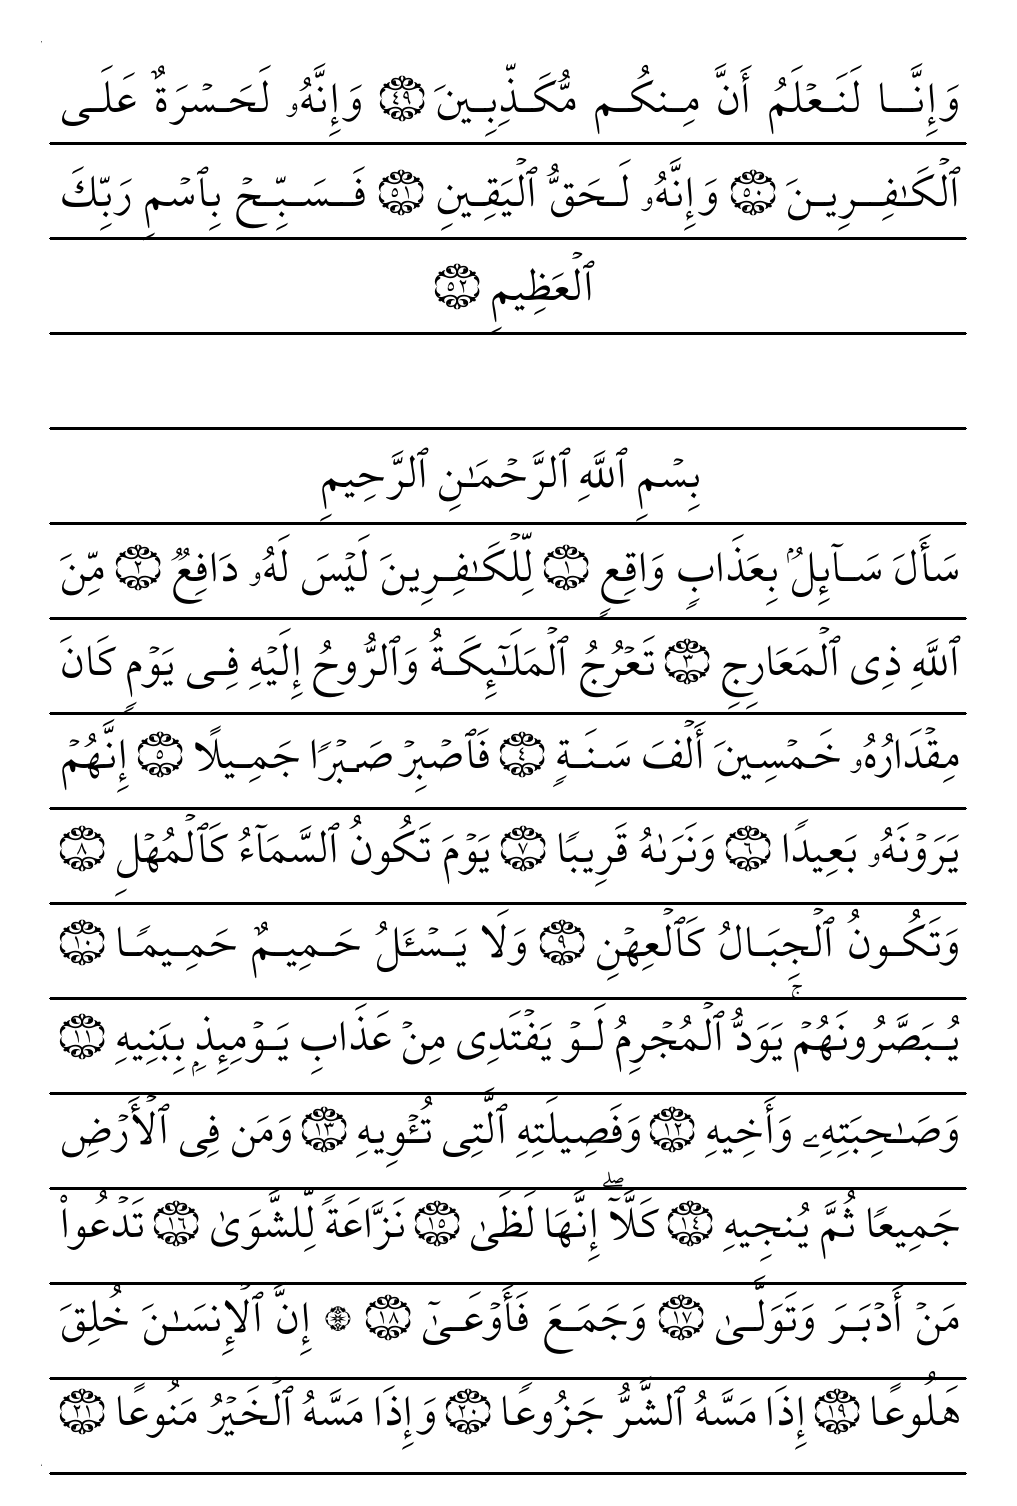 وَإِنَّا لَنَعۡلَمُ أَنَّ مِنكُم مُّكَذِّبِينَ ٤٩ وَإِنَّهُۥ لَحَسۡرَةٌ عَلَى
ٱلۡكَـٰفِرِينَ ٥٠ وَإِنَّهُۥ لَحَقُّ ٱلۡيَقِينِ ٥١ فَسَبِّحۡ بِٱسۡمِ رَبِّكَ
ٱلۡعَظِيمِ ٥٢
بِسۡمِ ٱللَّهِ ٱلرَّحۡمَـٰنِ ٱلرَّحِيمِ
سَأَلَ سَآئِلُۢ بِعَذَابٍ وَاقِعٍ ١ لِّلۡكَـٰفِرِينَ لَيۡسَ لَهُۥ دَافِعٌ ٢ مِّنَ
ٱللَّهِ ذِى ٱلۡمَعَارِجِ ٣ تَعۡرُجُ ٱلۡمَلَـٰٓئِكَةُ وَٱلرُّوحُ إِلَيۡهِ فِى يَوۡمٍ كَانَ
مِقۡدَارُهُۥ خَمۡسِينَ أَلۡفَ سَنَةٍ ٤ فَٱصۡبِرۡ صَبۡرًا جَمِيلًا ٥ إِنَّهُمۡ
يَرَوۡنَهُۥ بَعِيدًا ٦ وَنَرَىٰهُ قَرِيبًا ٧ يَوۡمَ تَكُونُ ٱلسَّمَآءُ كَٱلۡمُهۡلِ ٨
وَتَكُونُ ٱلۡجِبَالُ كَٱلۡعِهۡنِ ٩ وَلَا يَسۡـَٔلُ حَمِيمٌ حَمِيمًا ١٠
يُبَصَّرُونَهُمۡۚ يَوَدُّ ٱلۡمُجۡرِمُ لَوۡ يَفۡتَدِى مِنۡ عَذَابِ يَوۡمِئِذِۭ بِبَنِيهِ ١١
وَصَـٰحِبَتِهِۦ وَأَخِيهِ ١٢ وَفَصِيلَتِهِ ٱلَّتِى تُـۡٔوِيهِ ١٣ وَمَن فِى ٱلۡأَرۡضِ
جَمِيعًا ثُمَّ يُنجِيهِ ١٤ كَلَّآۖ إِنَّهَا لَظَىٰ ١٥ نَزَّاعَةً لِّلشَّوَىٰ ١٦ تَدۡعُواْ
مَنۡ أَدۡبَرَ وَتَوَلَّىٰ ١٧ وَجَمَعَ فَأَوۡعَىٰٓ ١٨ ۞ إِنَّ ٱلۡإِنسَـٰنَ خُلِقَ
هَلُوعًا ١٩ إِذَا مَسَّهُ ٱلشَّرُّ جَزُوعًا ٢٠ وَإِذَا مَسَّهُ ٱلۡخَيۡرُ مَنُوعًا ٢١